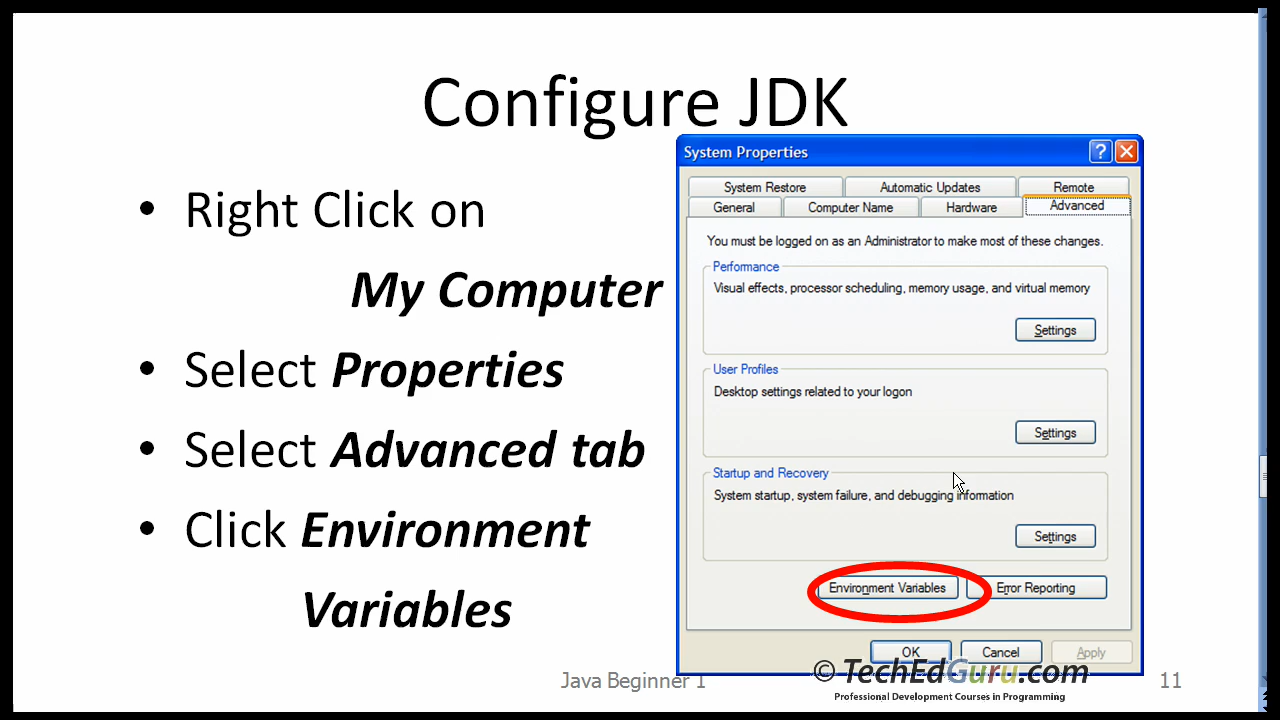 Configure JDK
• Right Click on
My Computer
• Select Properties
• Select Advanced tab
• Click Environment
Variables
System Properties
System Restore Automatic Updates Remote
General Computer Name Hardware Advanced
You must be logged on as an Administrator to make most of these changes.
Performance
Visual effects, processor scheduling, memory usage, and virtual memory
Settings
User Profiles
Desktop settings related to your logon
Settings
Startup and Recovery
System startup, system failure, and debugging information
Settings
Environment Variables Error Reporting
OK Cancel Apply
Java Beginner 1
© TechEdGuru.com
Professional Development Courses in Programming
11